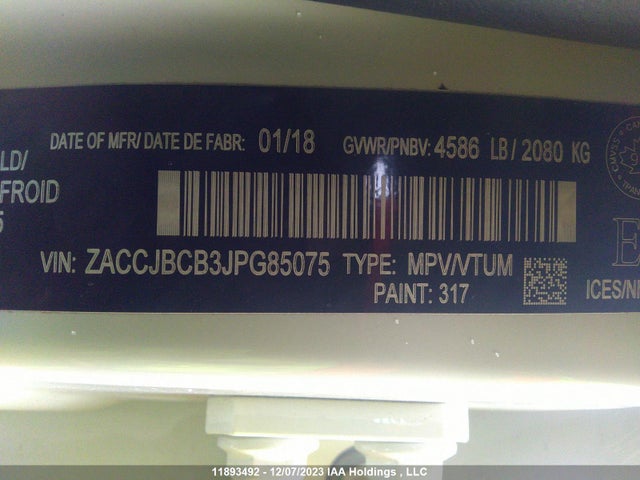 DATE OF MFR/ DATE DE FABR: 01/18 GVWR/PNBV: 4586 LB / 2080 KG
LD/
FROID
5
VIN: ZACCJBCB3JPG85075 TYPE: MPV/VTUM
PAINT: 317
ICES/N
11893492 - 12/07/2023 IAA Holdings , LLC